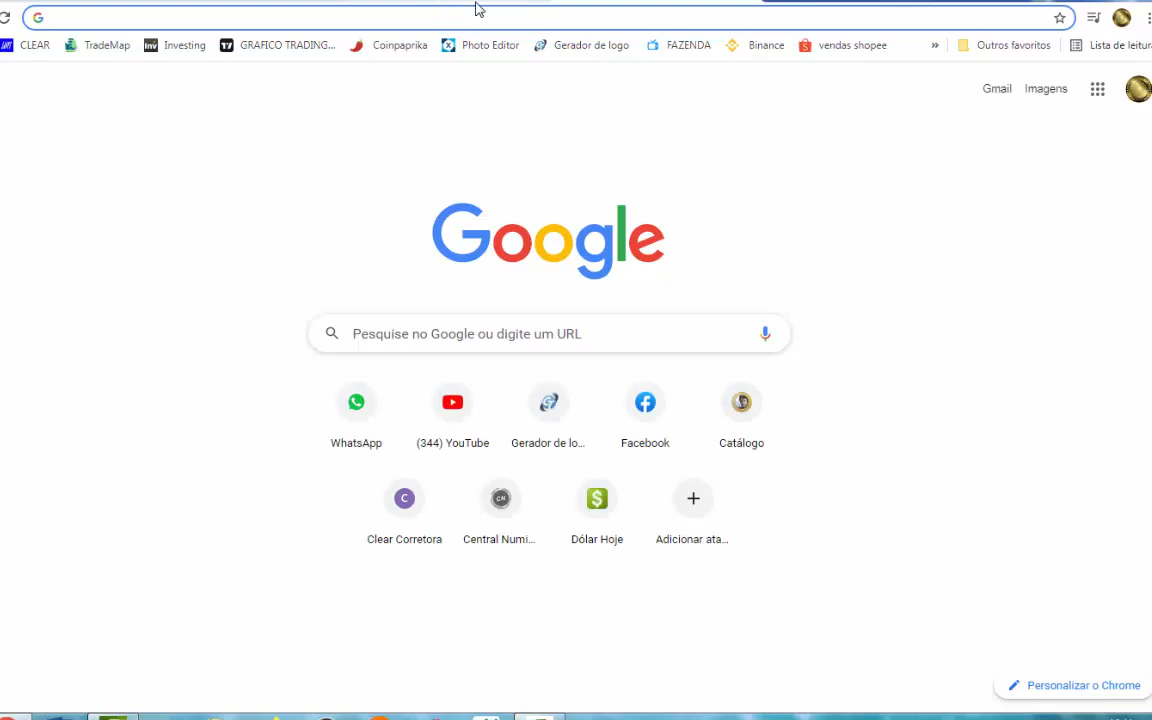 CLEAR TradeMap Investing GRAFICO TRADING... Coinpaprika Photo Editor Gerador de logo FAZENDA Binance vendas shopee » Outros favoritos Lista de leitur
Gmail Imagens
Google
Pesquise no Google ou digite um URL
WhatsApp (344) YouTube Gerador de lo... Facebook Catálogo
C CN $
Clear Corretora Central Numi... Dólar Hoje Adicionar ata...
Personalizar o Chrome